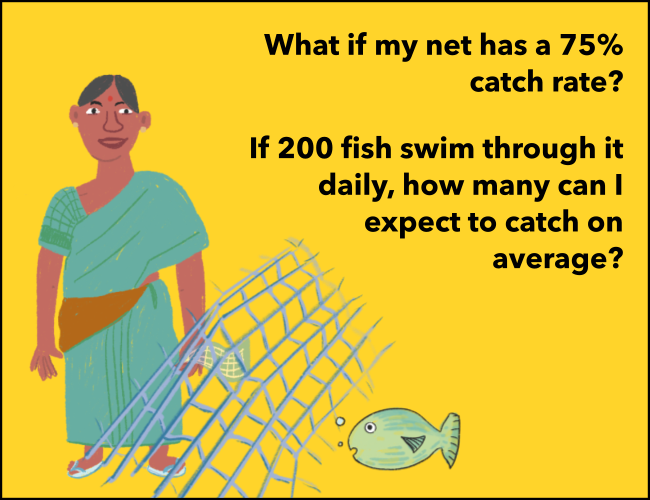 What if my net has a 75%
catch rate?
If 200 fish swim through it
daily, how many can I
expect to catch on
average?